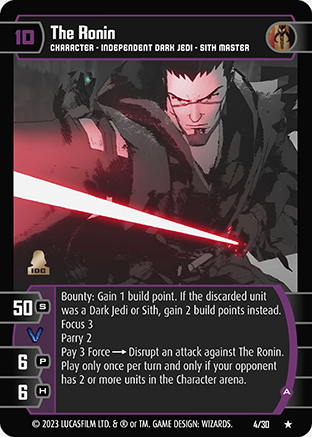 10
The Ronin
CHARACTER - INDEPENDENT DARK JEDI - SITH MASTER
IDC
50 S
V
6 P
6 H
Bounty: Gain 1 build point. If the discarded unit
was a Dark Jedi or Sith, gain 2 build points instead.
Focus 3
Parry 2
Pay 3 Force → Disrupt an attack against The Ronin.
Play only once per turn and only if your opponent
has 2 or more units in the Character arena.
A
© 2023 LUCASFILM LTD. & ® OR TM. GAME DESIGN: WIZARDS. 4/30 ★